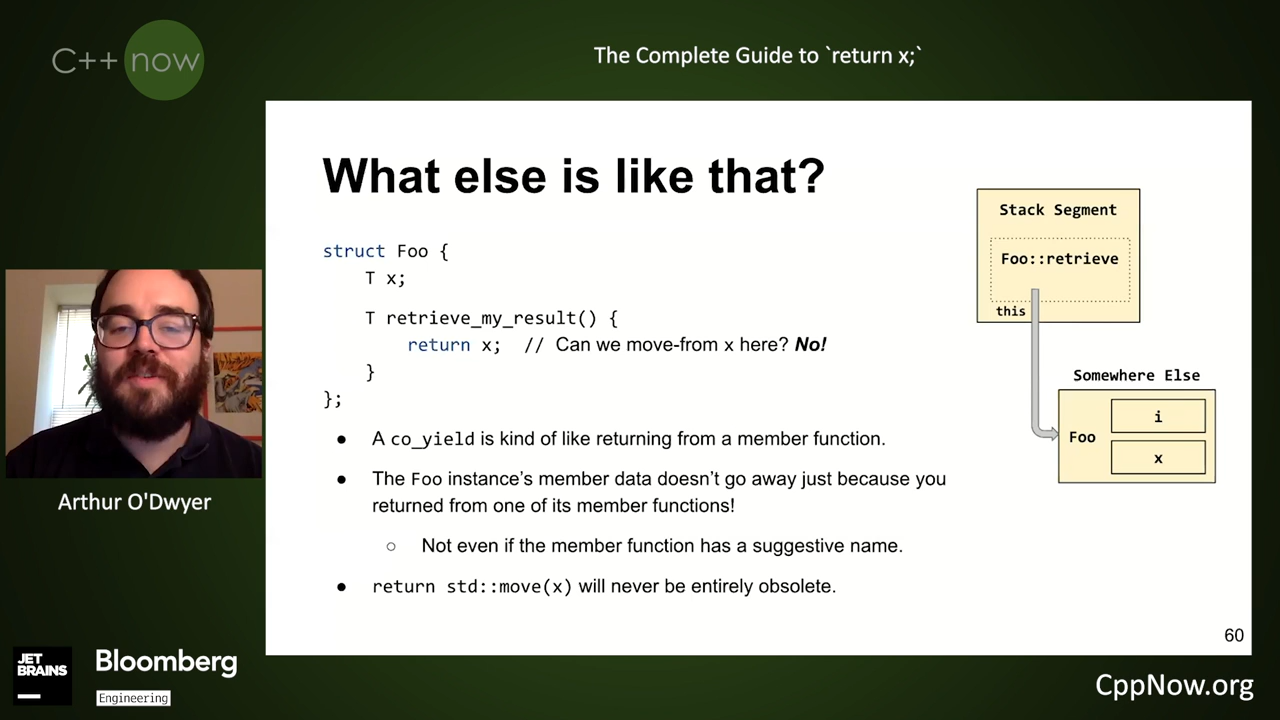 C++ now
The Complete Guide to `return x;`
What else is like that?
struct Foo {
T x;
T retrieve_my_result() {
return x; // Can we move-from x here? No!
}
};
● A co_yield is kind of like returning from a member function.
● The Foo instance’s member data doesn’t go away just because you
returned from one of its member functions!
○ Not even if the member function has a suggestive name.
● return std::move(x) will never be entirely obsolete.
Stack Segment
Foo::retrieve
this
Somewhere Else
Foo
i
x
60
Arthur O'Dwyer
JET
BRAINS
Bloomberg
Engineering
CppNow.org